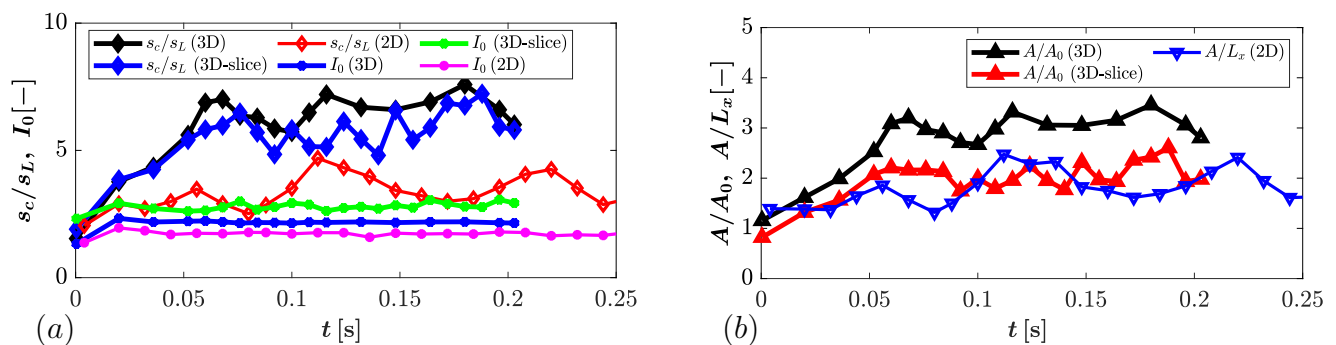 10
5
0
s_c/s_L, I_0[−]
s_c/s_L (3D)
s_c/s_L (3D-slice)
s_c/s_L (2D)
I_0 (3D)
I_0 (3D-slice)
I_0 (2D)
0 0.05 0.1 0.15 0.2 0.25
t [s]
(a)
5
4
3
2
1
0
A/A_0, A/L_x[−]
A/A_0 (3D)
A/A_0 (3D-slice)
A/L_x (2D)
0 0.05 0.1 0.15 0.2 0.25
t [s]
(b)